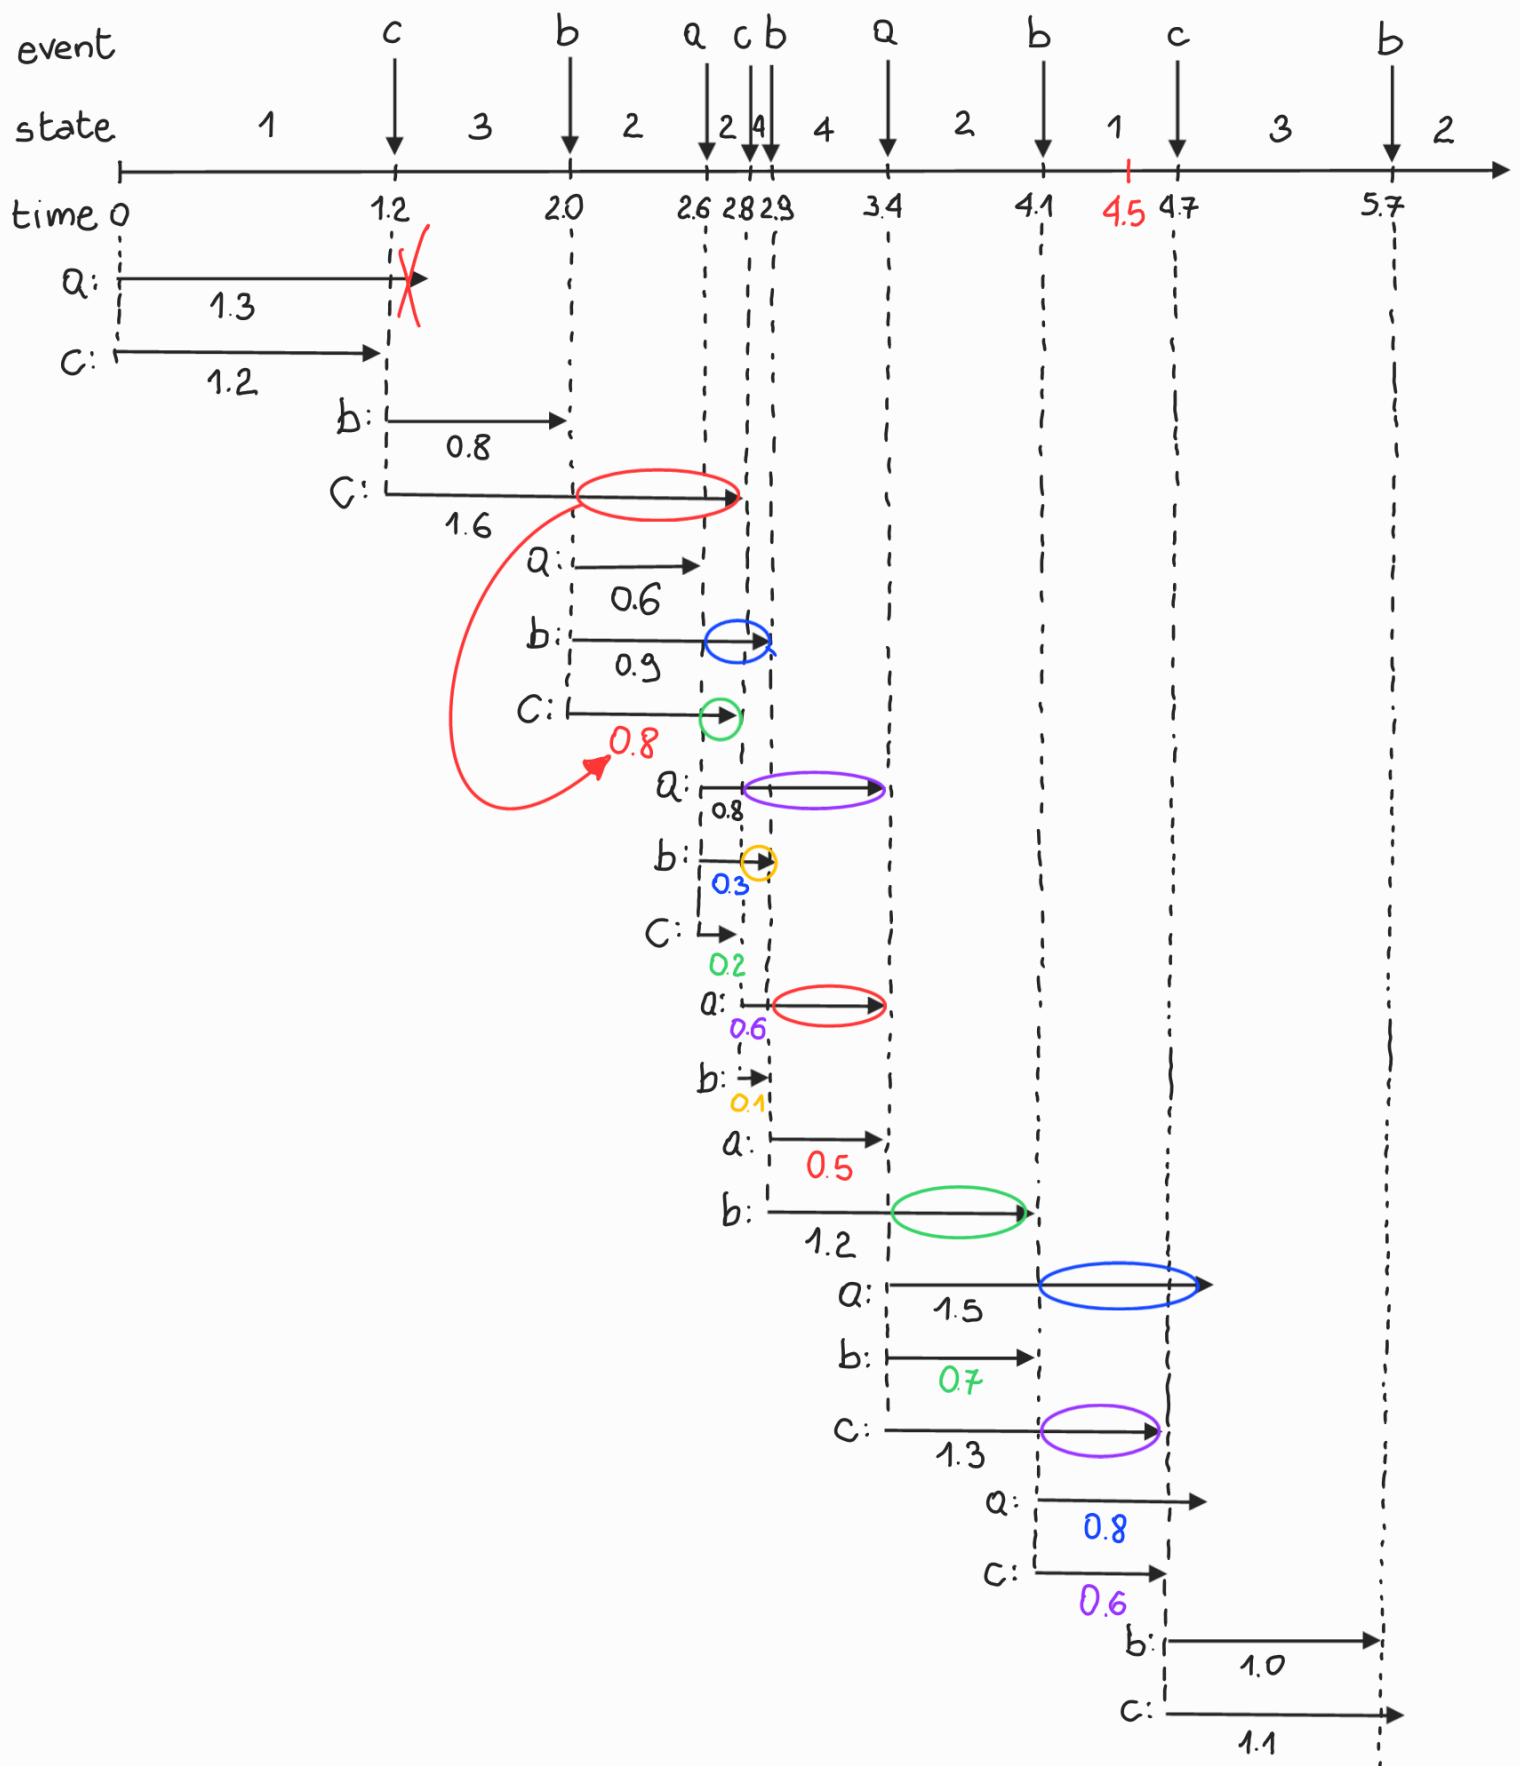 event c b a c b a b c b
state 1 3 2 2 4 4 2 1 3 2
time 0 1.2 2.0 2.6 2.8 2.9 3.4 4.1 4.5 4.7 5.7
a:
1.3
c:
1.2
b:
0.8
c:
1.6
a:
0.6
b:
0.9
c:
0.8
a:
0.8
b:
0.3
c:
0.2
a:
0.6
b:
0.1
a:
0.5
b:
1.2
a:
1.5
b:
0.7
c:
1.3
a:
0.8
c:
0.6
b:
1.0
c:
1.1